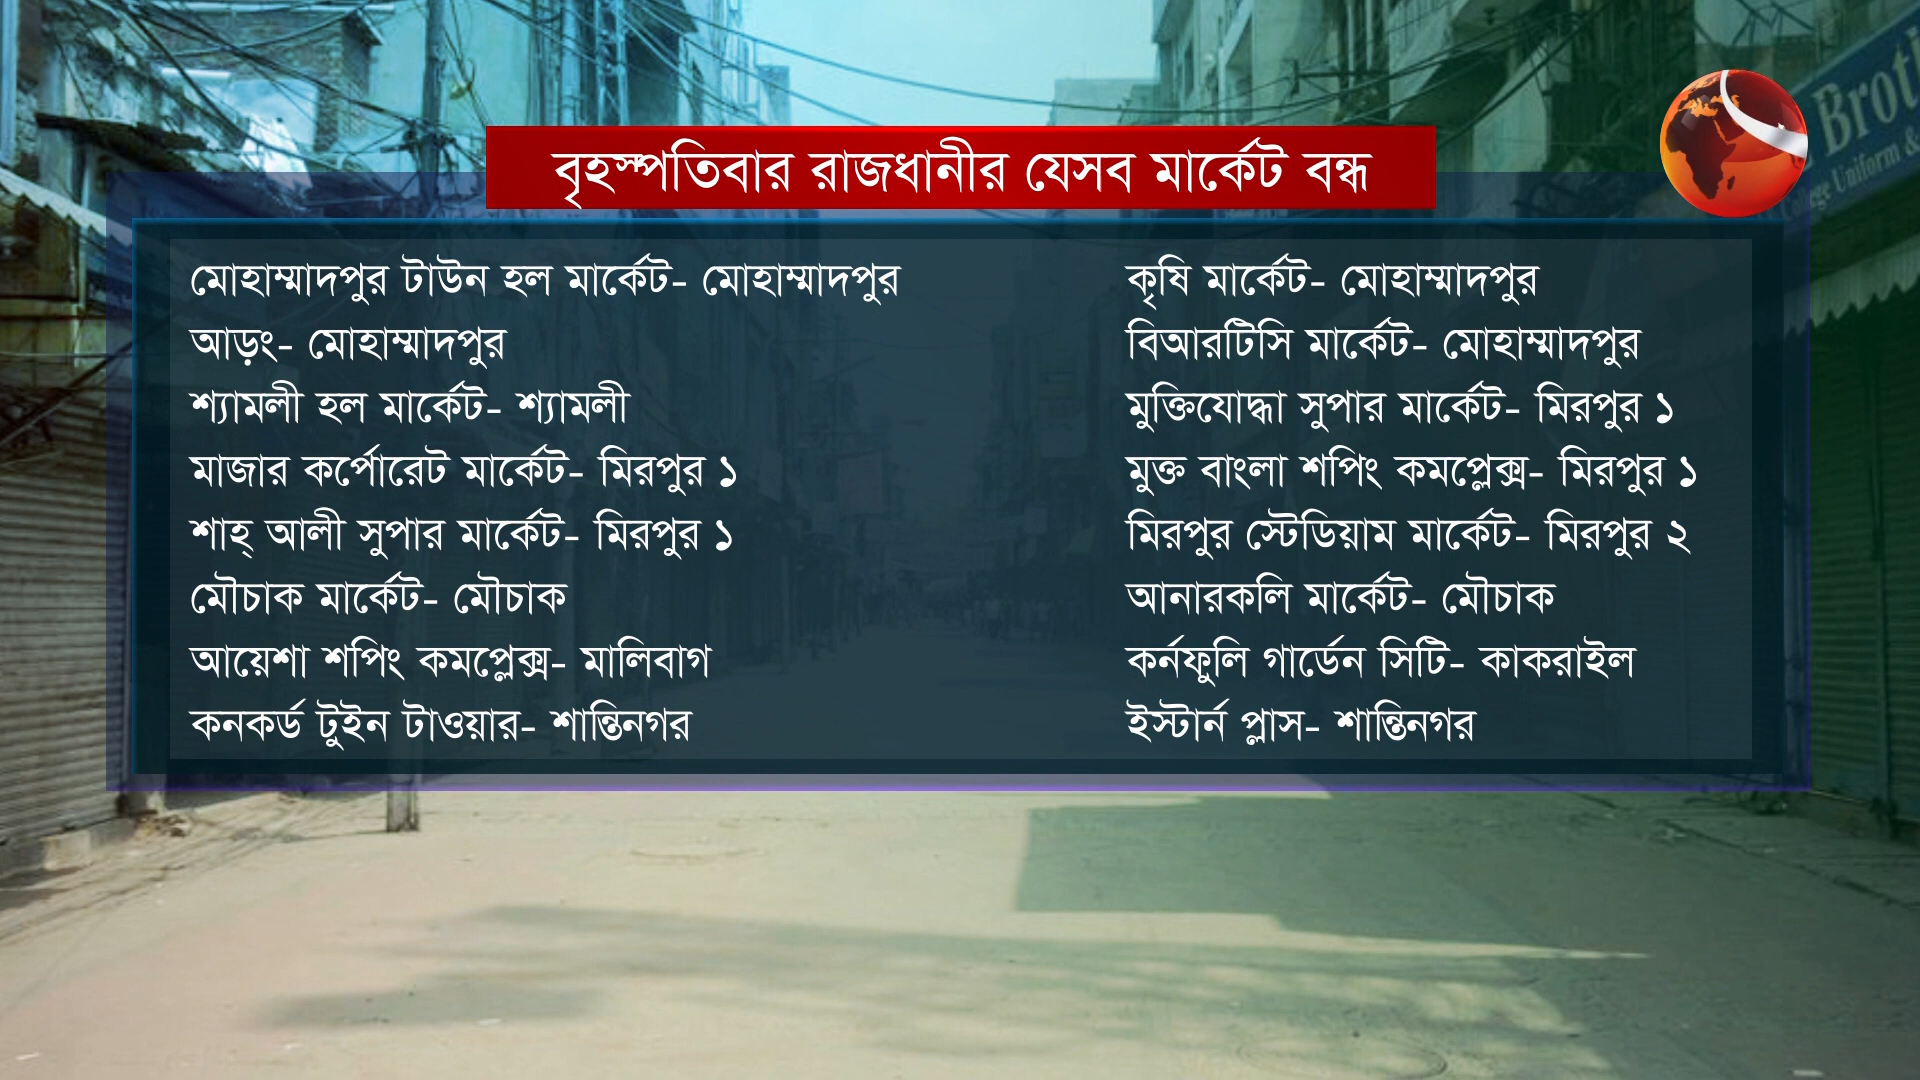 বৃহস্পতিবার রাজধানীর যেসব মার্কেট বন্ধ
মোহাম্মাদপুর টাউন হল মার্কেট- মোহাম্মাদপুর
আড়ং- মোহাম্মাদপুর
শ্যামলী হল মার্কেট- শ্যামলী
মাজার কর্পোরেট মার্কেট- মিরপুর ১
শাহ্ আলী সুপার মার্কেট- মিরপুর ১
মৌচাক মার্কেট- মৌচাক
আয়েশা শপিং কমপ্লেক্স- মালিবাগ
কনকর্ড টুইন টাওয়ার- শান্তিনগর
কৃষি মার্কেট- মোহাম্মাদপুর
বিআরটিসি মার্কেট- মোহাম্মাদপুর
মুক্তিযোদ্ধা সুপার মার্কেট- মিরপুর ১
মুক্ত বাংলা শপিং কমপ্লেক্স- মিরপুর ১
মিরপুর স্টেডিয়াম মার্কেট- মিরপুর ২
আনারকলি মার্কেট- মৌচাক
কর্নফুলি গার্ডেন সিটি- কাকরাইল
ইস্টার্ন প্লাস- শান্তিনগর
Uniform &